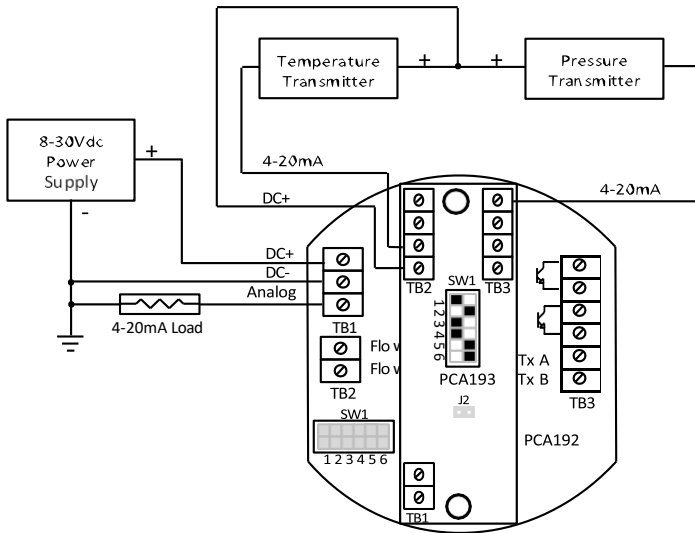 Temperature
Transmitter
+
+
Pressure
Transmitter
8-30Vdc
Power
Supply
+
-
4-20mA
DC+
4-20mA
DC+
DC-
Analog
4-20mA Load
TB1
TB2
TB3
SW1
1
2
3
4
5
6
Flow
Flow
TB2
PCA193
J2
Tx A
Tx B
TB3
SW1
1 2 3 4 5 6
PCA192
TB1